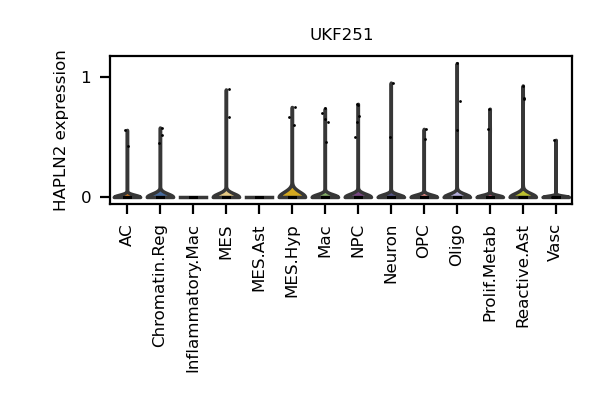 UKF251
HAPLN2 expression
1
0
AC
Chromatin.Reg
Inflammatory.Mac
MES
MES.Ast
MES.Hyp
Mac
NPC
Neuron
OPC
Oligo
Prolif.Metab
Reactive.Ast
Vasc